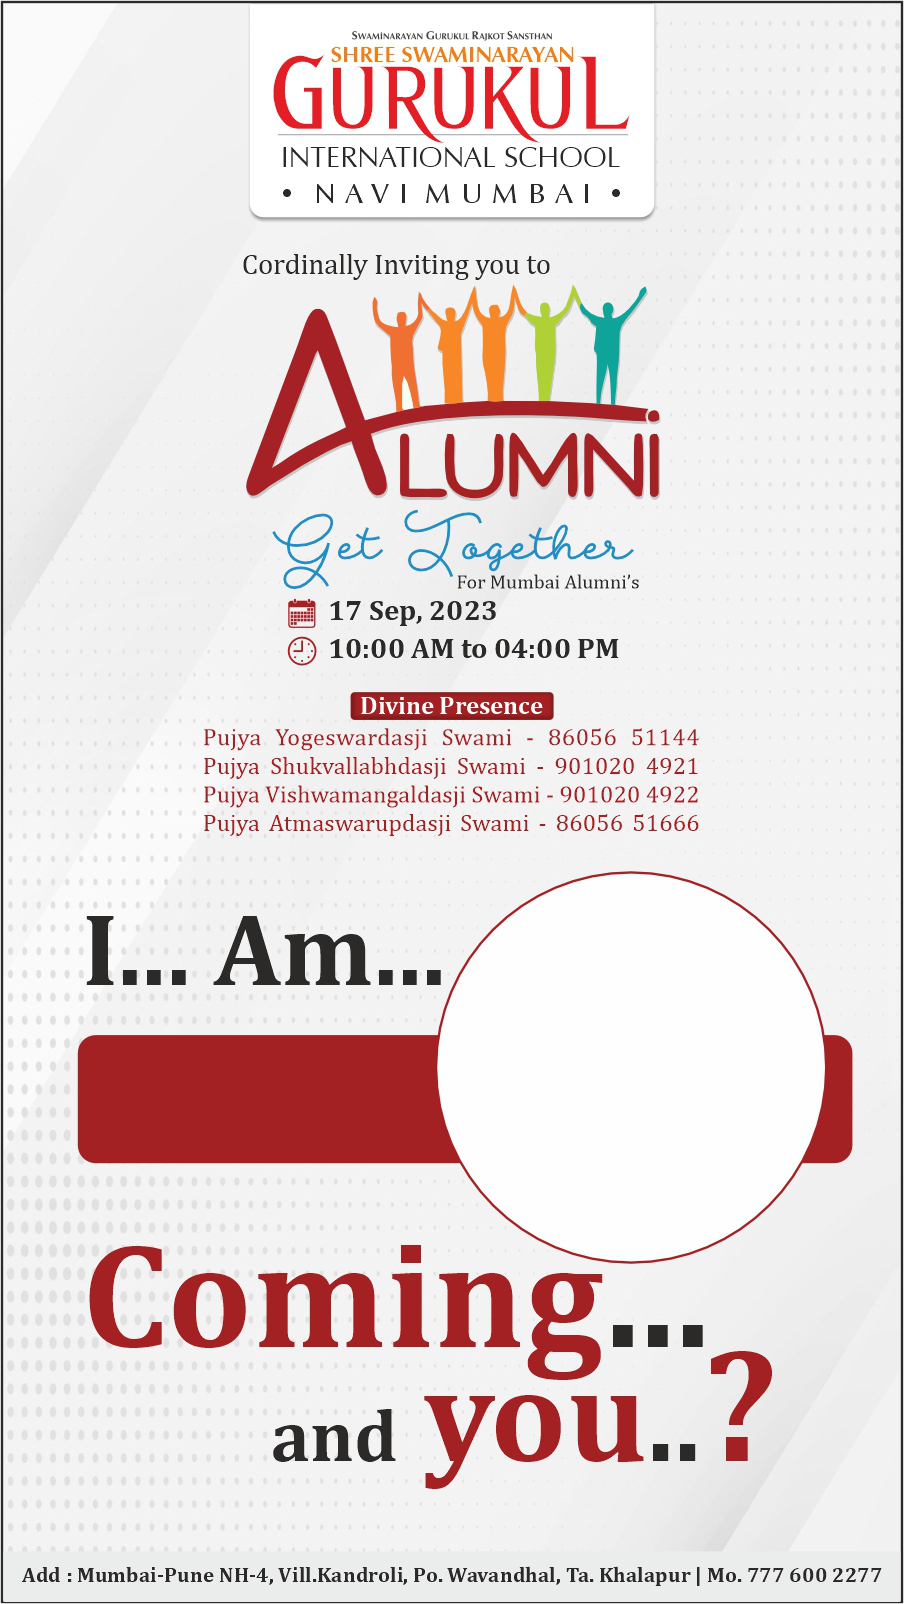 Swaminarayan Gurukul Rajkot Sansthan
SHREE SWAMINARAYAN
GURUKUL
INTERNATIONAL SCHOOL
• NAVI MUMBAI •
Cordinally Inviting you to
ALUMNI
Get Together
For Mumbai Alumni's
17 Sep, 2023
10:00 AM to 04:00 PM
Divine Presence
Pujya Yogeswardasji Swami - 86056 51144
Pujya Shukvallabhdasji Swami - 901020 4921
Pujya Vishwamangaldasji Swami - 901020 4922
Pujya Atmaswarupdasji Swami - 86056 51666
I... Am...
Coming...
and you..?
Add : Mumbai-Pune NH-4, Vill.Kandroli, Po. Wavandhal, Ta. Khalapur | Mo. 777 600 2277